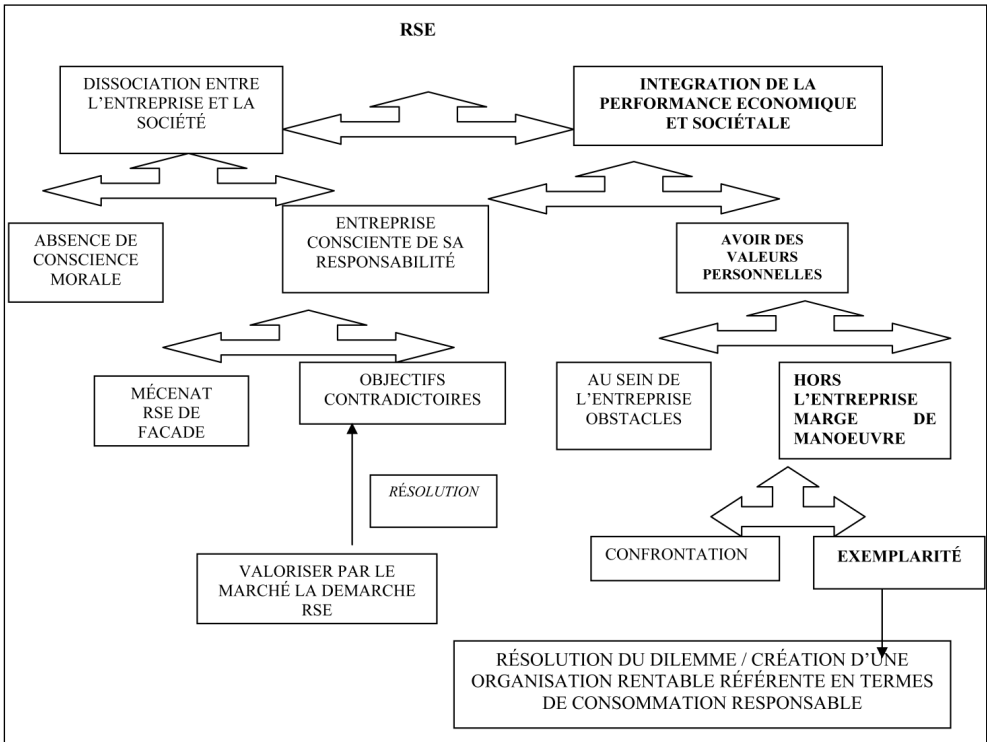 RSE
DISSOCIATION ENTRE
L'ENTREPRISE ET LA
SOCIÉTÉ
INTEGRATION DE LA
PERFORMANCE ECONOMIQUE
ET SOCIÉTALE
ABSENCE DE
CONSCIENCE
MORALE
ENTREPRISE
CONSCIENTE DE SA
RESPONSABILITÉ
AVOIR DES
VALEURS
PERSONNELLES
MÉCENAT
RSE DE
FACADE
OBJECTIFS
CONTRADICTOIRES
AU SEIN DE
L'ENTREPRISE
OBSTACLES
HORS
L'ENTREPRISE
MARGE DE
MANOEUVRE
RÉSOLUTION
CONFRONTATION
EXEMPLARITÉ
VALORISER PAR LE
MARCHÉ LA DEMARCHE
RSE
RÉSOLUTION DU DILEMME / CRÉATION D'UNE
ORGANISATION RENTABLE RÉFÉRENTE EN TERMES
DE CONSOMMATION RESPONSABLE